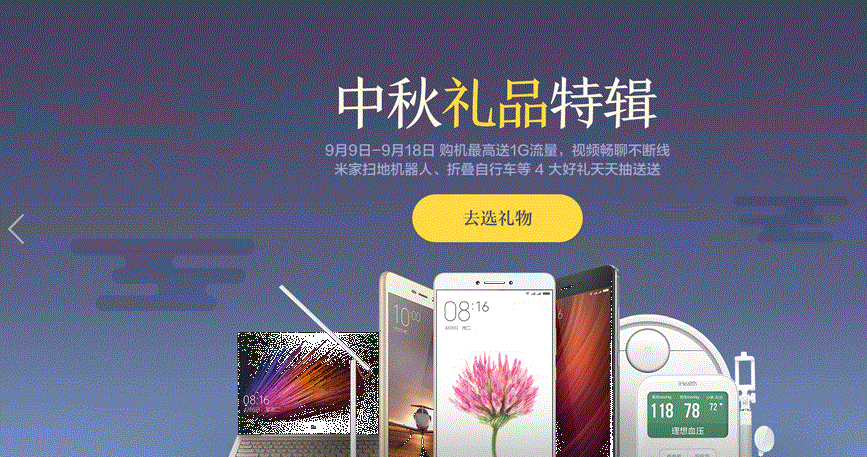 中秋礼品特辑
9月9日-9月18日 购机最高送1G流量，视频畅聊不断线
米家扫地机器人、折叠自行车等 4 大好礼天天抽送送
去选礼物
10:00
08:16
08:16
iHealth
118 78 72
理想血压